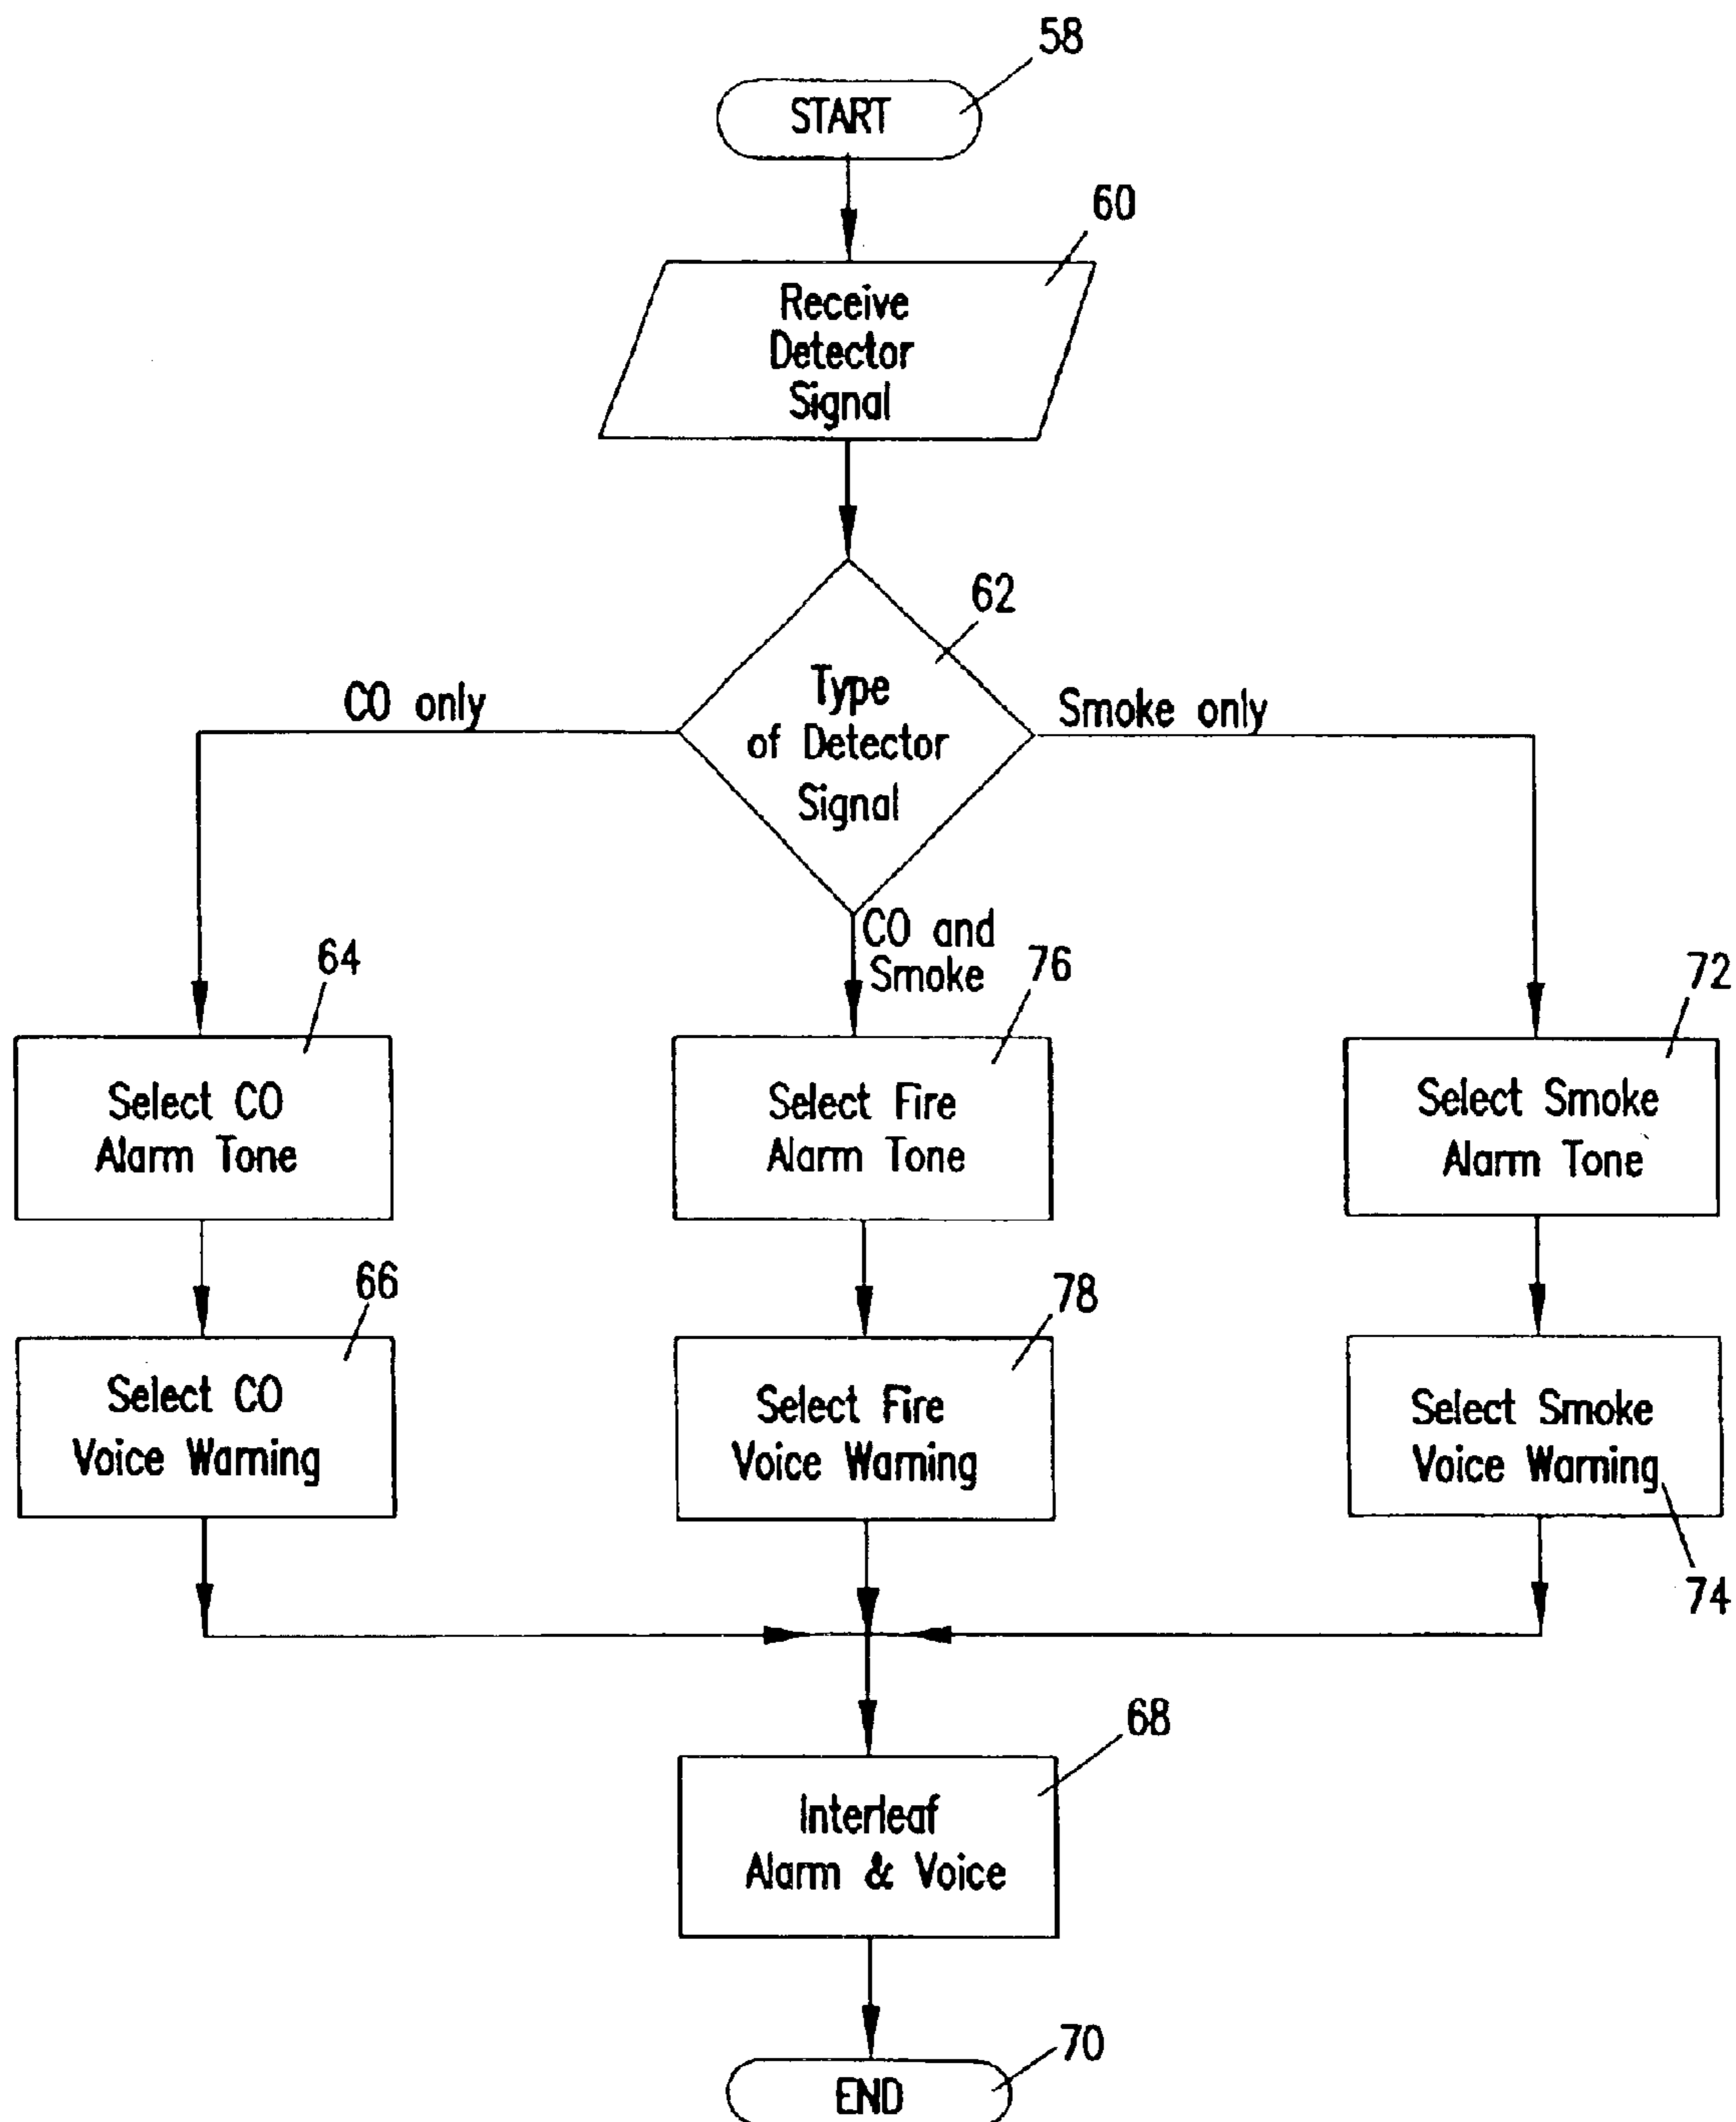 58
START
60
Receive
Detector
Signal
62
Type
of Detector
Signal
CO only
Smoke only
CO and
Smoke
64
Select CO
Alarm Tone
76
Select Fire
Alarm Tone
72
Select Smoke
Alarm Tone
66
Select CO
Voice Warning
78
Select Fire
Voice Warning
Select Smoke
Voice Warning
74
68
Interleaf
Alarm & Voice
70
END